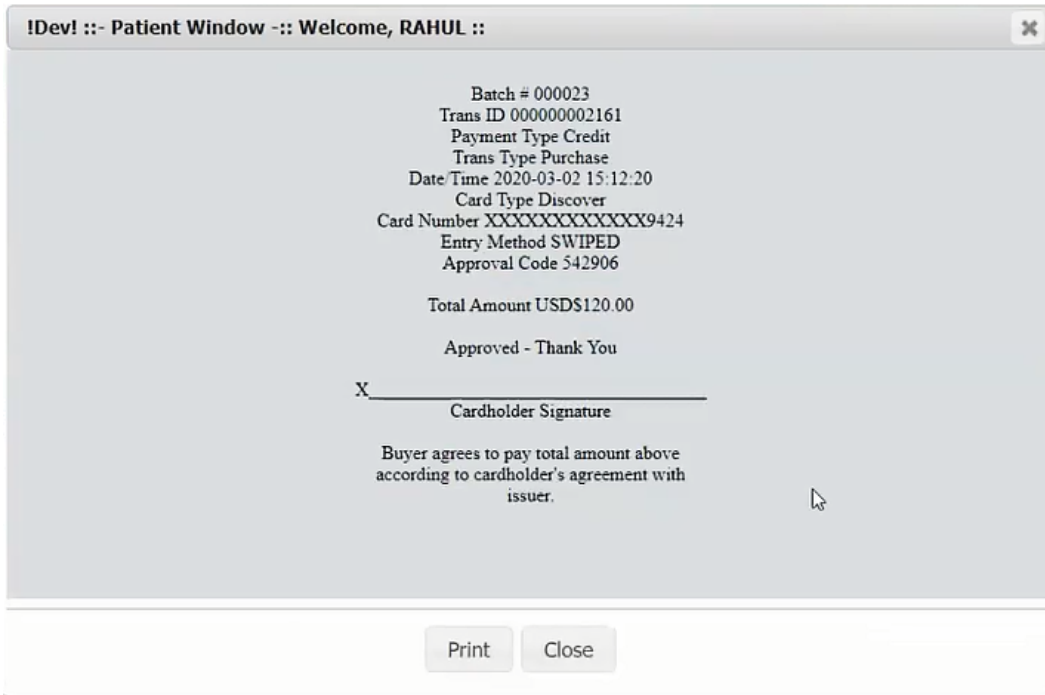 !Dev! ::- Patient Window -:: Welcome, RAHUL ::
Batch # 000023
Trans ID 000000002161
Payment Type Credit
Trans Type Purchase
Date/Time 2020-03-02 15:12:20
Card Type Discover
Card Number XXXXXXXXXXXX9424
Entry Method SWIPED
Approval Code 542906
Total Amount USD$120.00
Approved - Thank You
X_______________________________
Cardholder Signature
Buyer agrees to pay total amount above
according to cardholder's agreement with
issuer.
Print Close